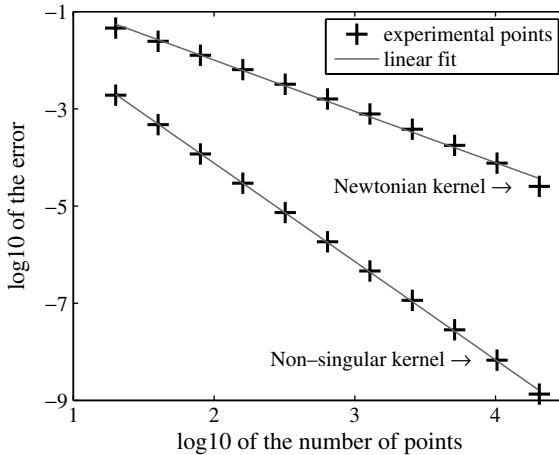 −1
−3
−5
−7
−9
log10 of the error
experimental points
linear fit
Newtonian kernel →
Non−singular kernel →
1
2
3
4
log10 of the number of points